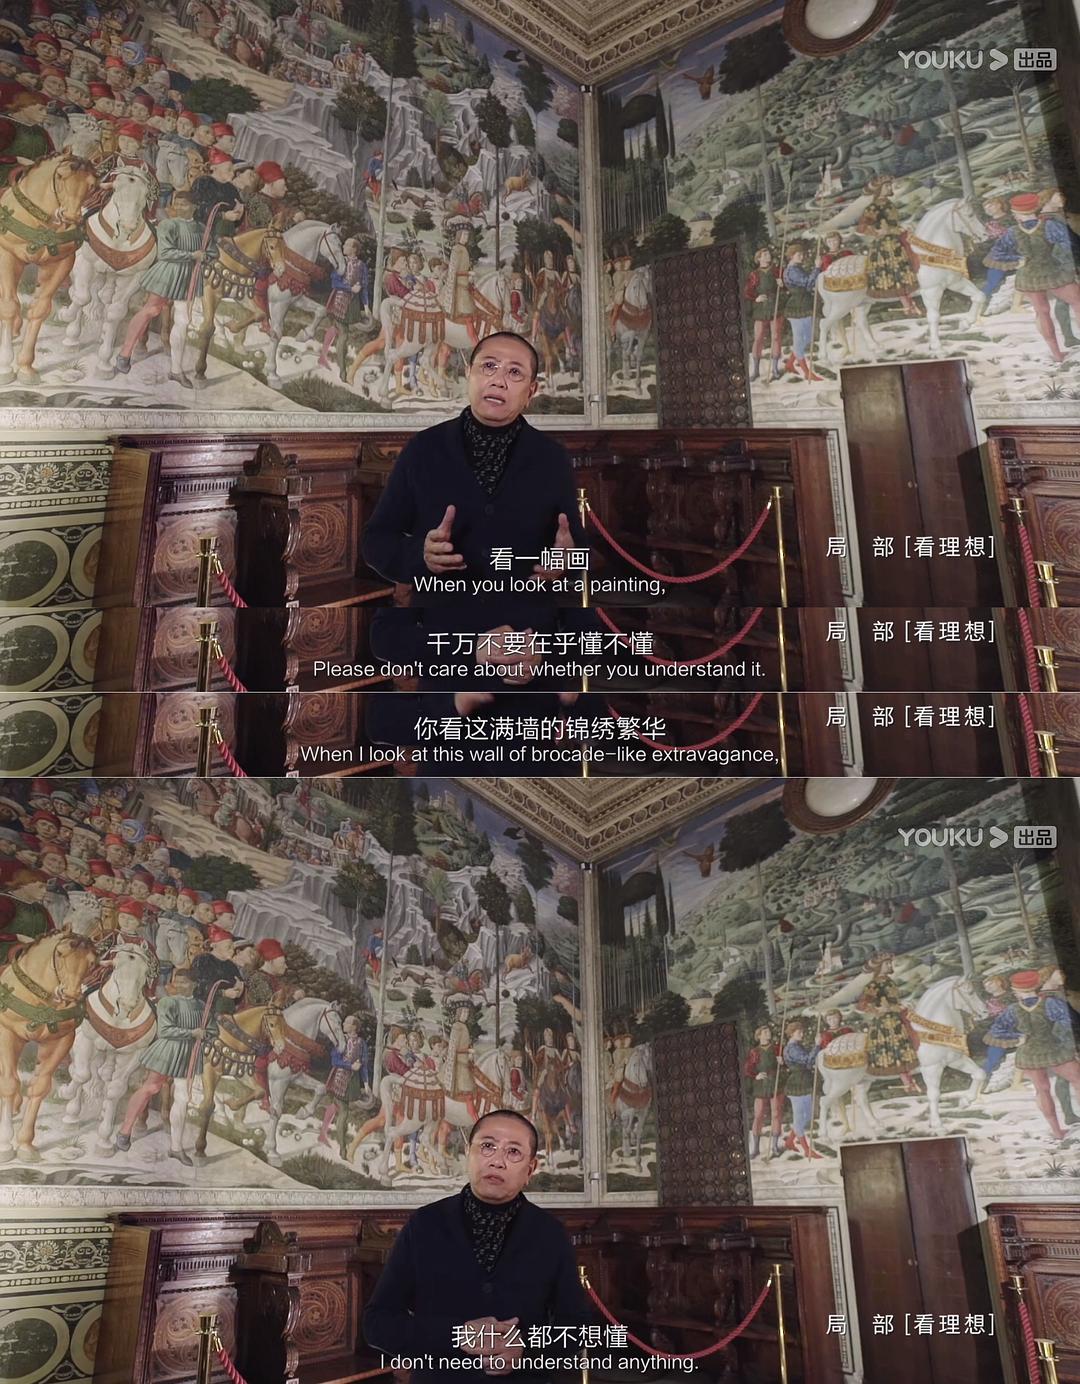 YOUKU 出品
局 部 [看理想]
看一幅画
When you look at a painting,
局 部 [看理想]
千万不要在乎懂不懂
Please don't care about whether you understand it.
局 部 [看理想]
你看这满墙的锦绣繁华
When I look at this wall of brocade-like extravagance,
YOUKU 出品
局 部 [看理想]
我什么都不想懂
I don't need to understand anything.